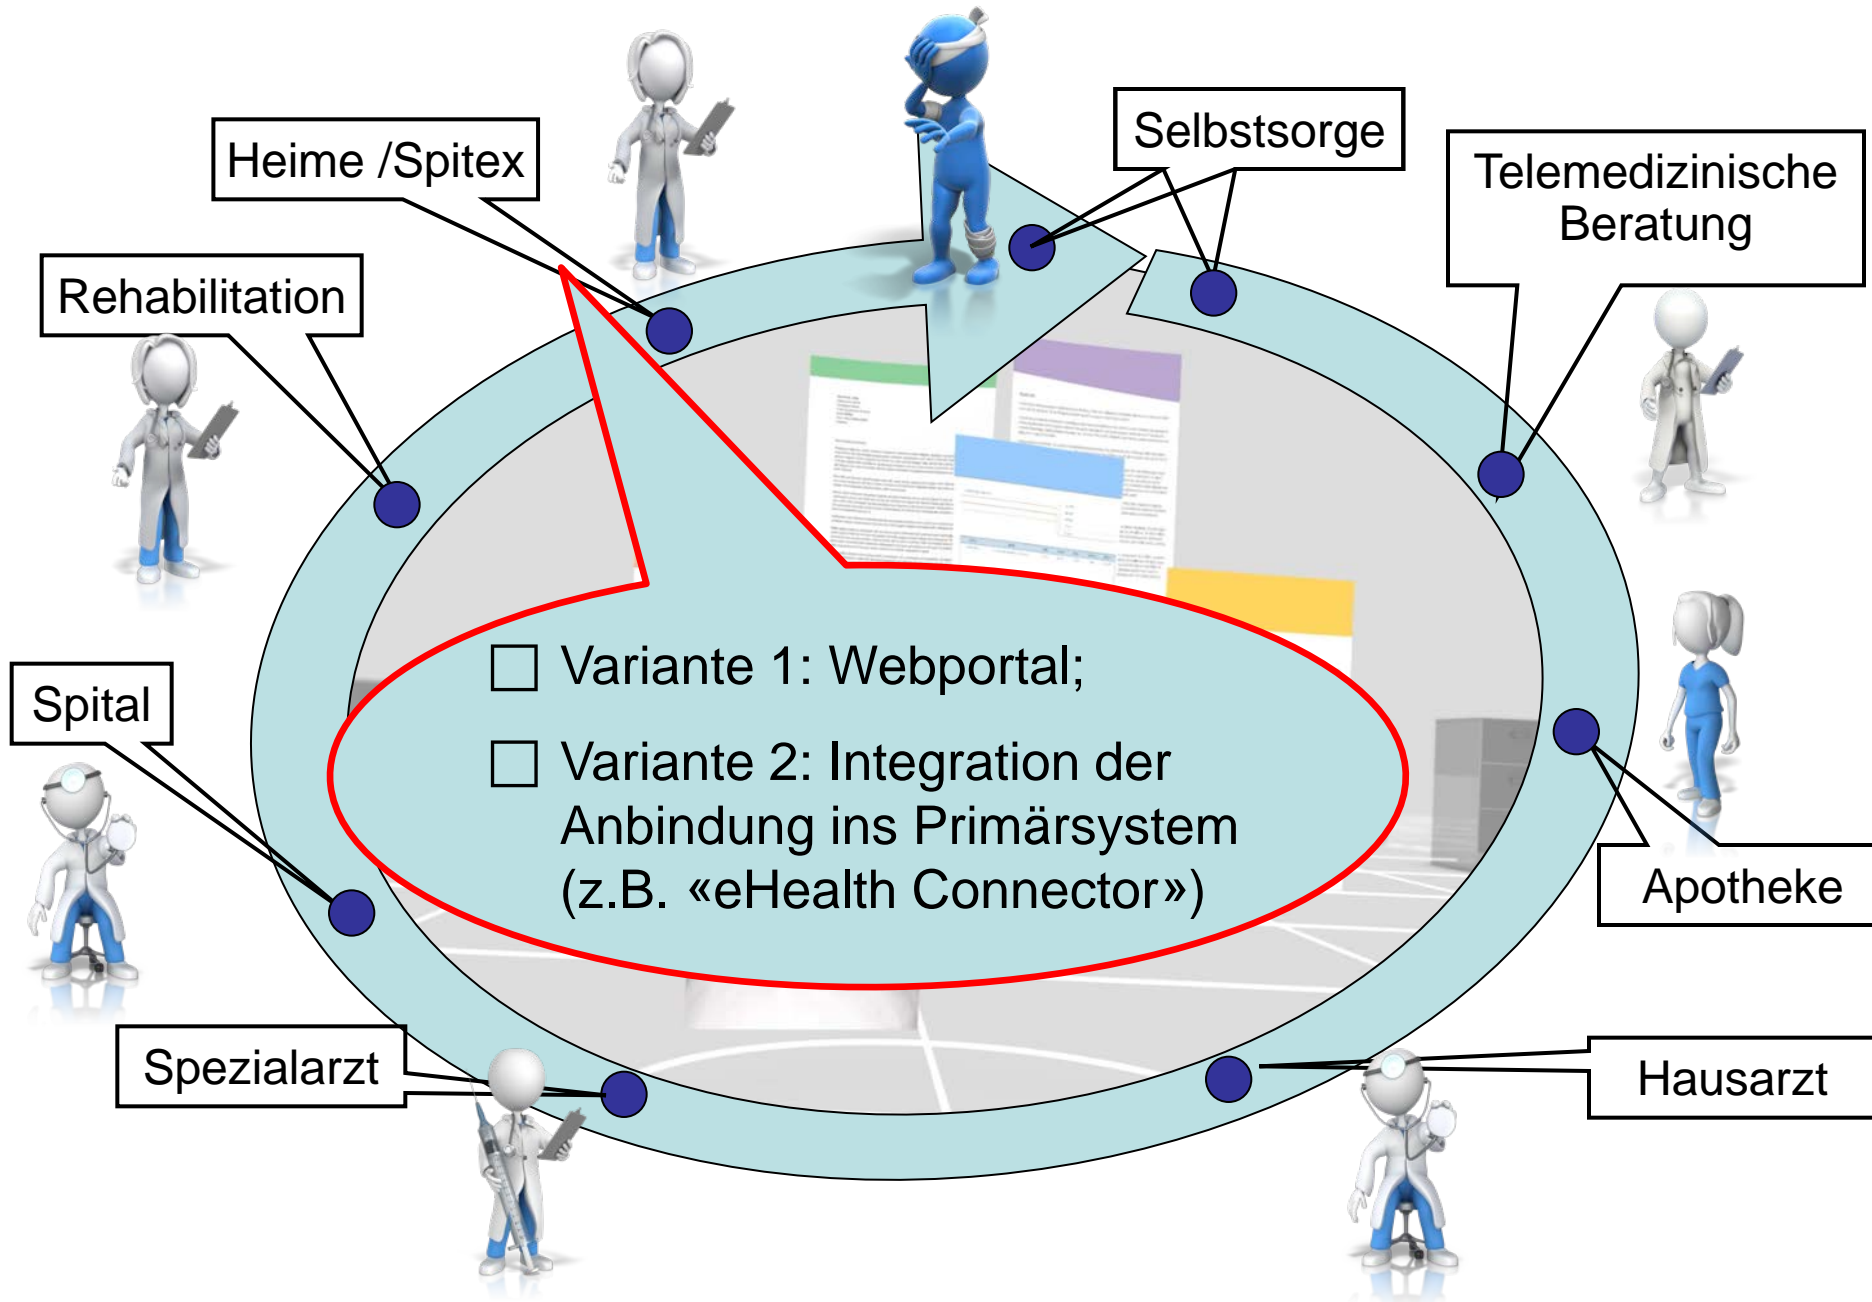 Selbstsorge
Heime /Spitex
Telemedizinische
Beratung
Rehabilitation
Variante 1: Webportal;
Spital
Variante 2: Integration der
Anbindung ins Primärsystem
(z.B. «eHealth Connector»)
Apotheke
Spezialarzt
Hausarzt